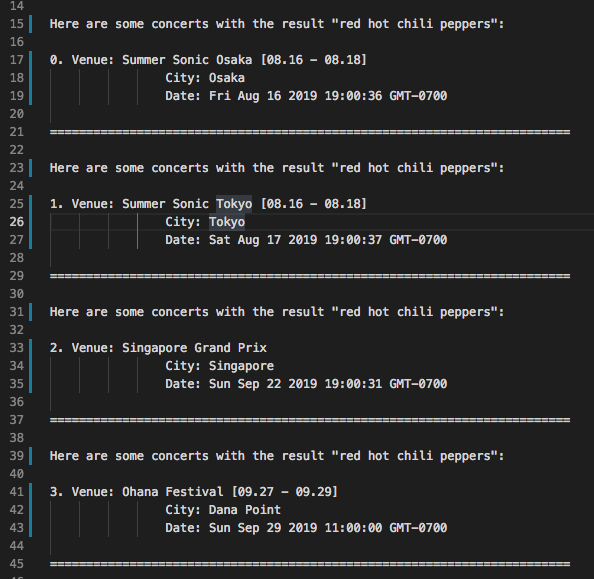 14
15 Here are some concerts with the result "red hot chili peppers":
16
17 0. Venue: Summer Sonic Osaka [08.16 – 08.18]
18 City: Osaka
19 Date: Fri Aug 16 2019 19:00:36 GMT-0700
20
21 ========================================================================
22
23 Here are some concerts with the result "red hot chili peppers":
24
25 1. Venue: Summer Sonic Tokyo [08.16 – 08.18]
26 City: Tokyo
27 Date: Sat Aug 17 2019 19:00:37 GMT-0700
28
29 ========================================================================
30
31 Here are some concerts with the result "red hot chili peppers":
32
33 2. Venue: Singapore Grand Prix
34 City: Singapore
35 Date: Sun Sep 22 2019 19:00:31 GMT-0700
36
37 ========================================================================
38
39 Here are some concerts with the result "red hot chili peppers":
40
41 3. Venue: Ohana Festival [09.27 – 09.29]
42 City: Dana Point
43 Date: Sun Sep 29 2019 11:00:00 GMT-0700
44
45 ========================================================================